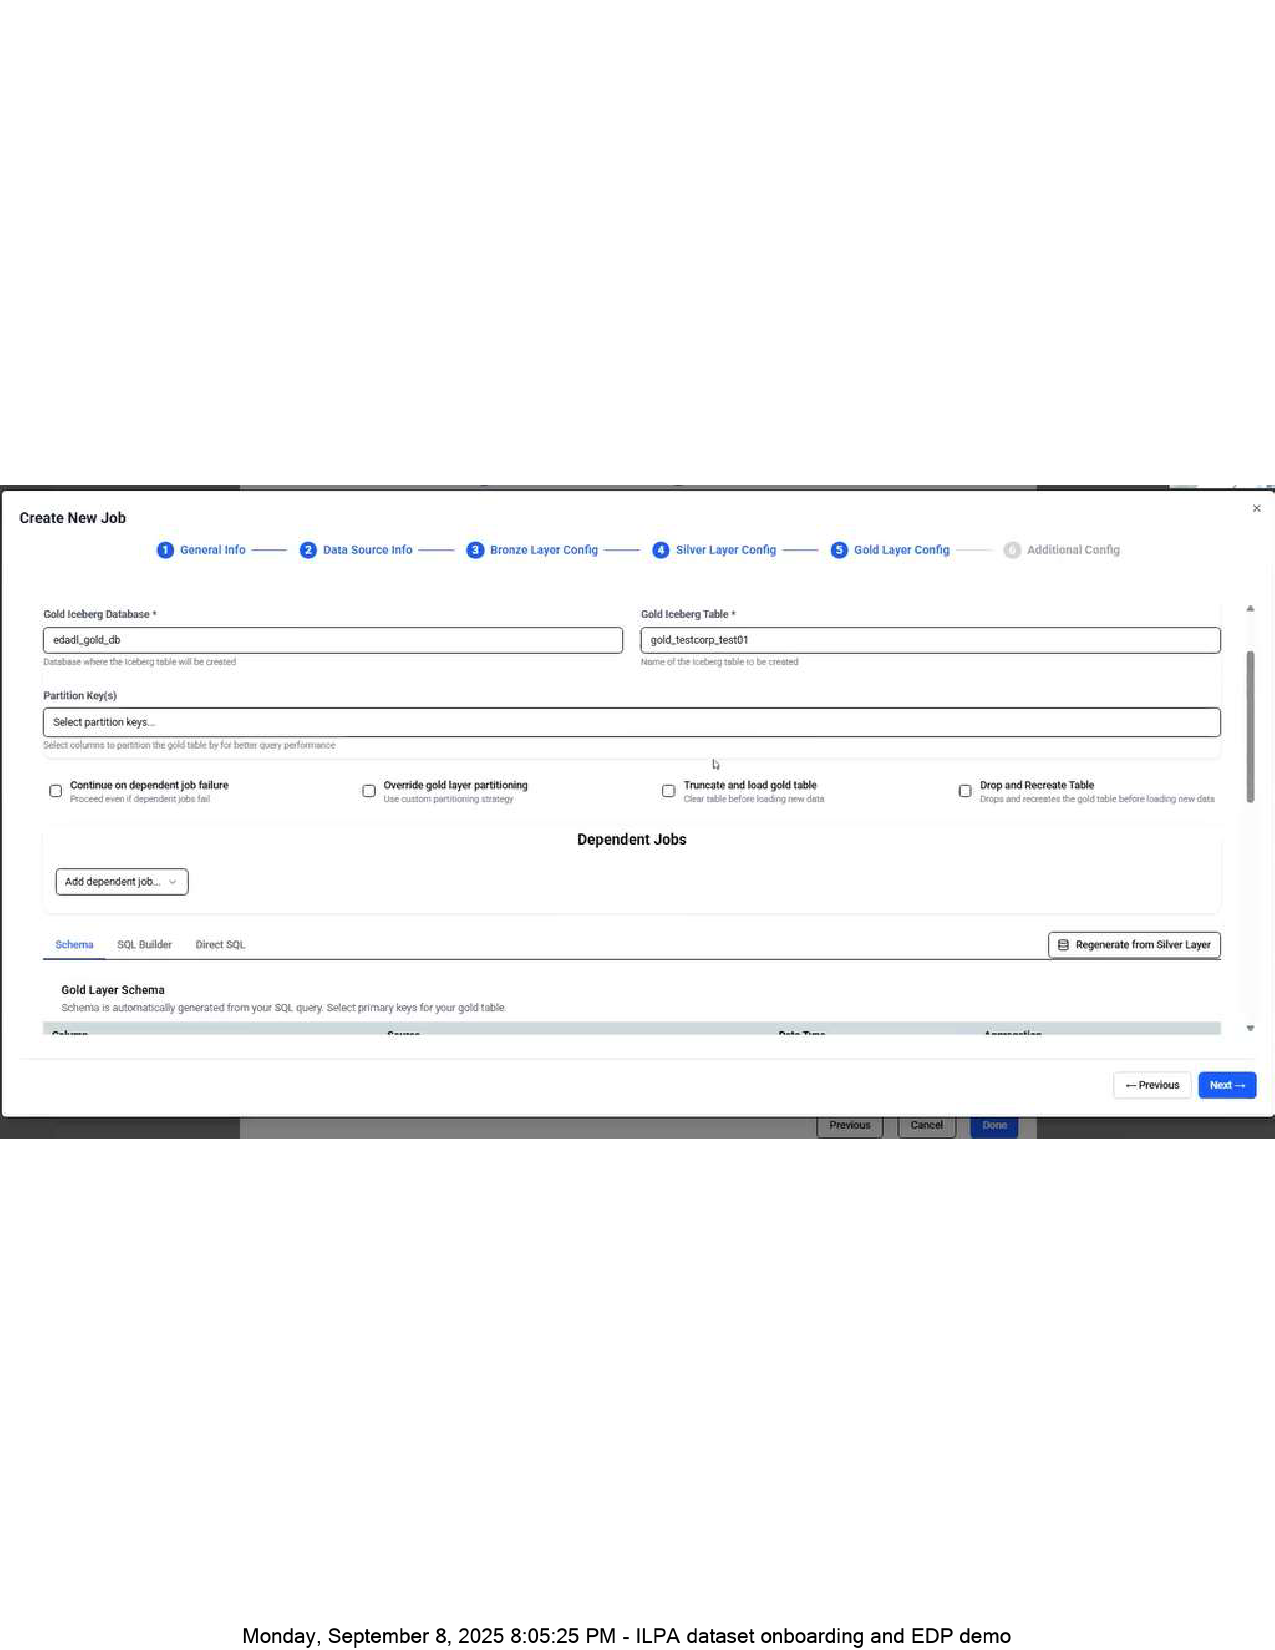 Create New Job
1 General Info 2 Data Source Info 3 Bronze Layer Config 4 Silver Layer Config 5 Gold Layer Config 6 Additional Config
Gold Iceberg Database * Gold Iceberg Table *
edadl_gold_db gold_testcorp_test01
Database where the Iceberg table will be created Name of the Iceberg table to be created
Partition Key(s)
Select partition keys...
Select columns to partition the gold table by for better query performance
Continue on dependent job failure Override gold layer partitioning Truncate and load gold table Drop and Recreate Table
Proceed even if dependent jobs fail Use custom partitioning strategy Clear table before loading new data Drops and recreates the gold table before loading new data
Dependent Jobs
Add dependent job...
Schema SQL Builder Direct SQL Regenerate from Silver Layer
Gold Layer Schema
Schema is automatically generated from your SQL query. Select primary keys for your gold table.
Column Source Data Type Aggregation
← Previous Next →
Previous Cancel Done
Monday, September 8, 2025 8:05:25 PM - ILPA dataset onboarding and EDP demo